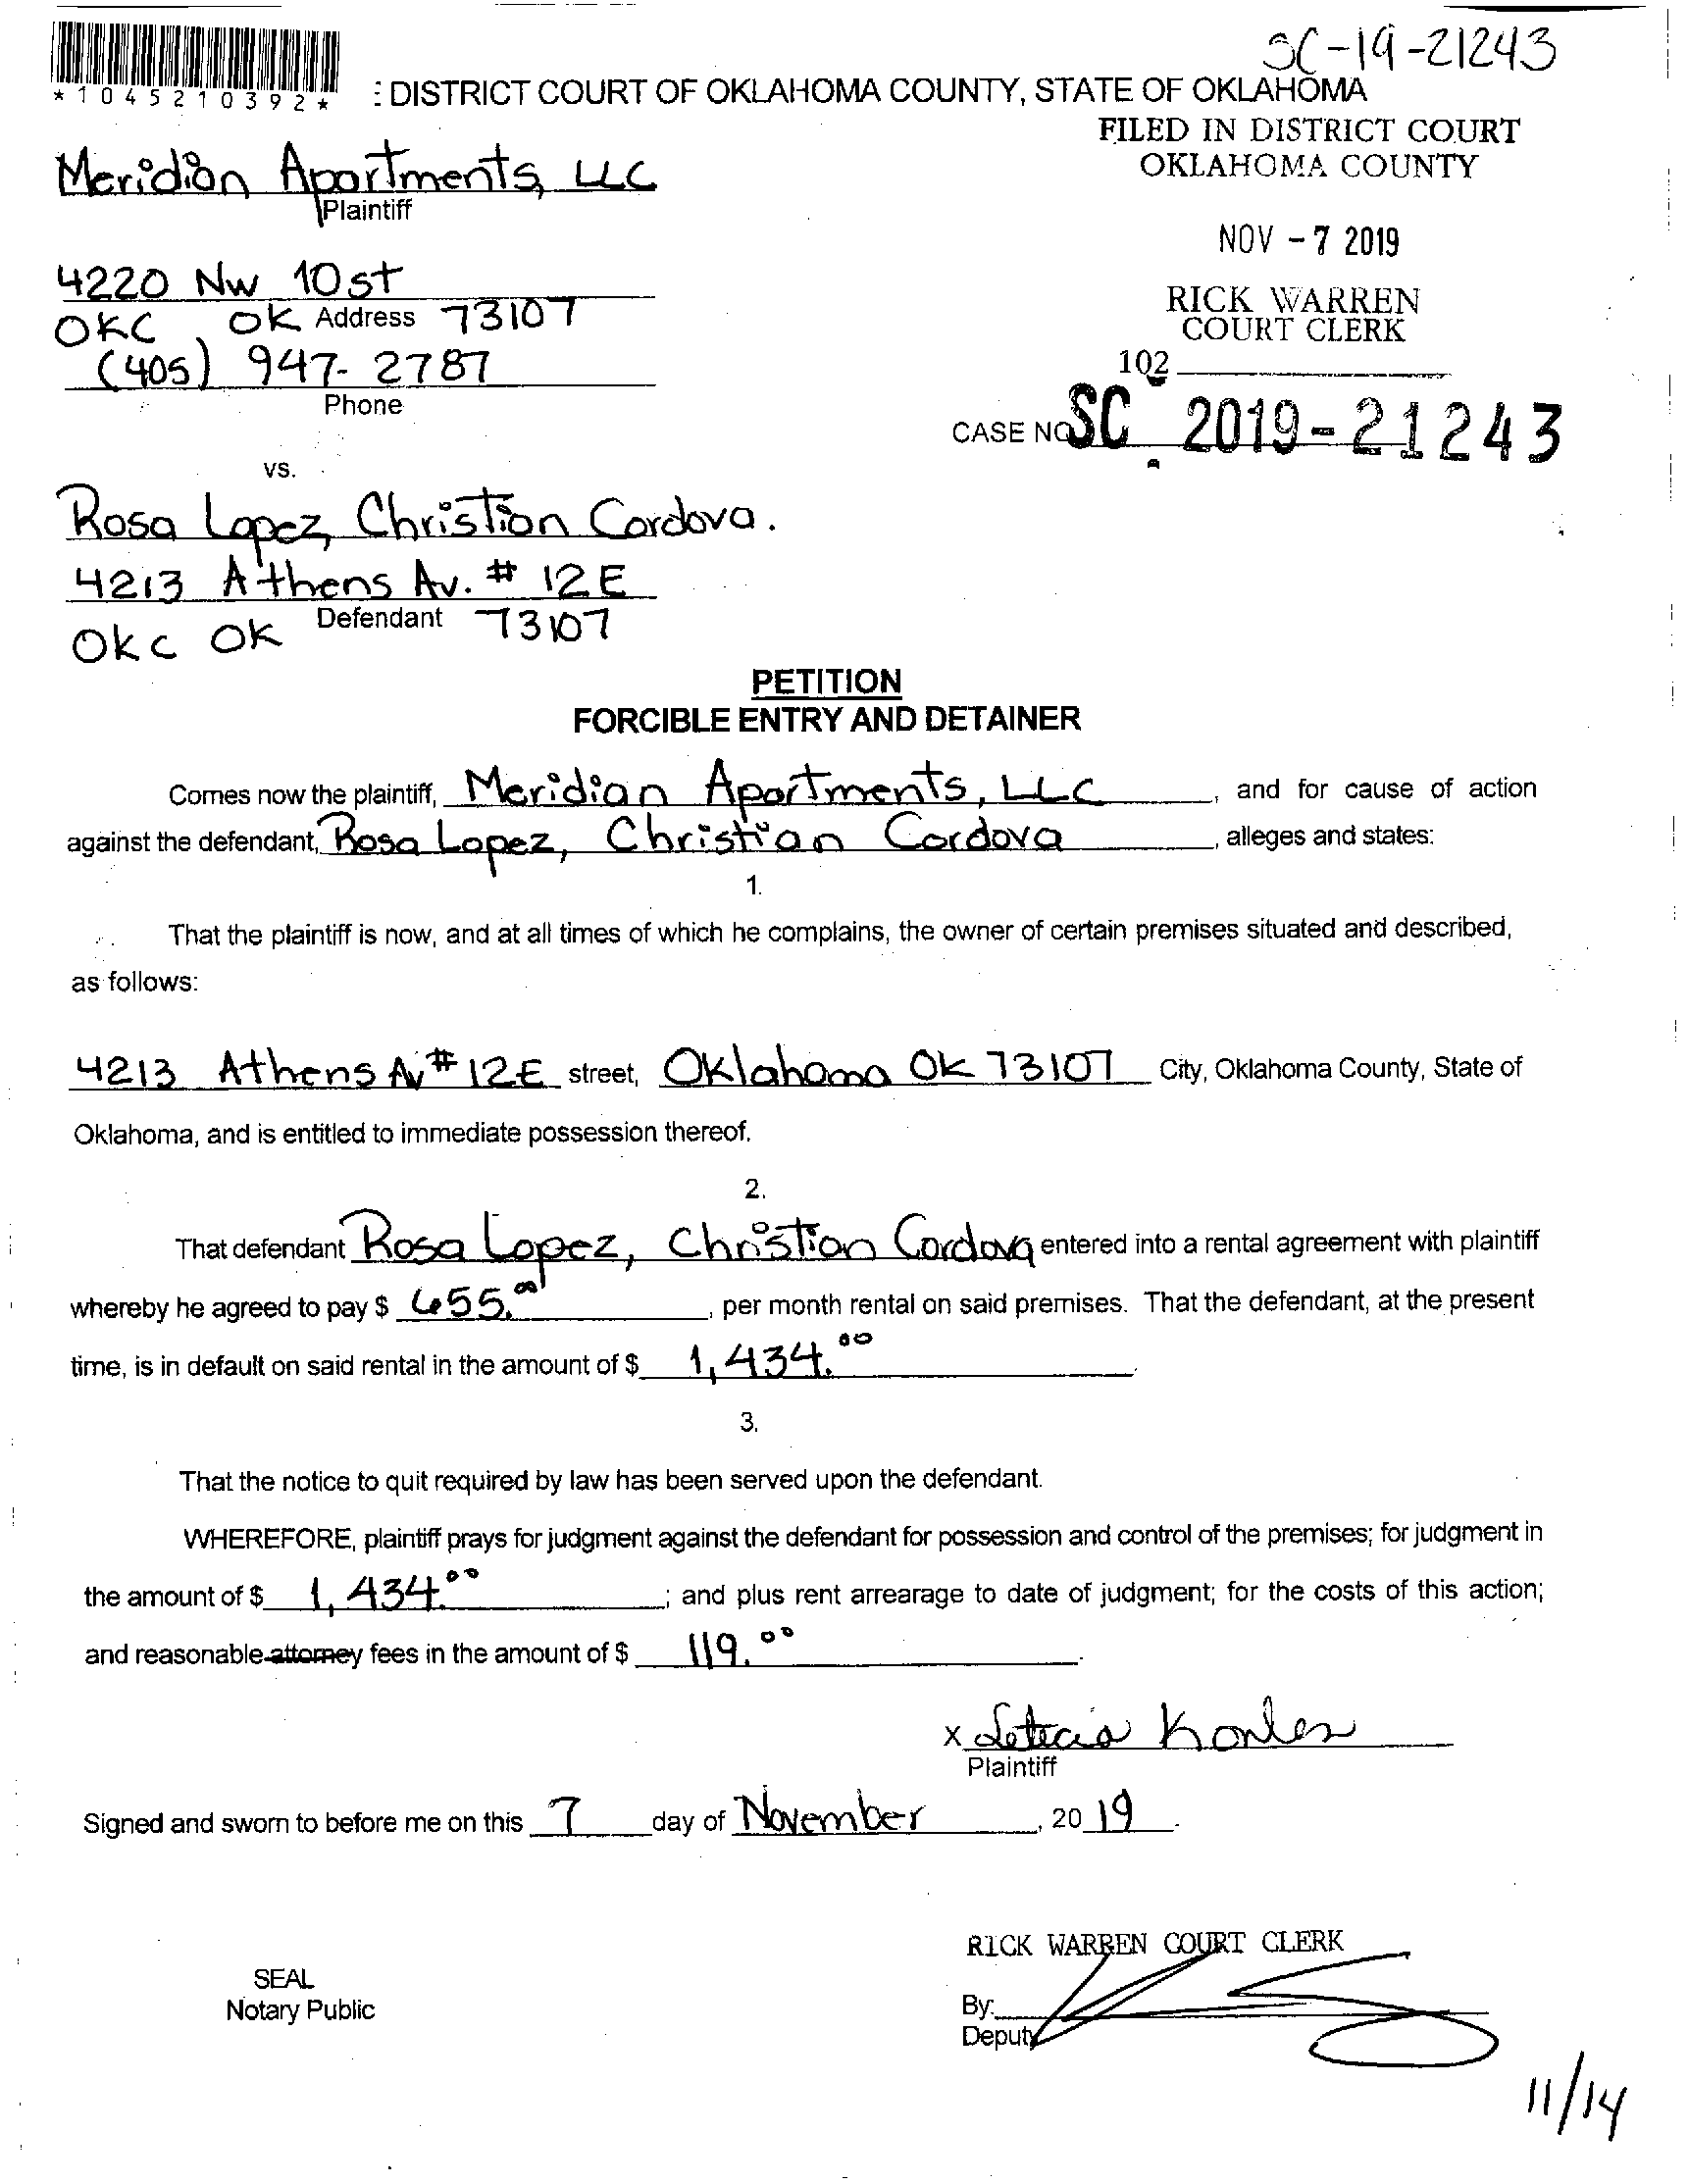 SC-19-21243
*1045210392*
: DISTRICT COURT OF OKLAHOMA COUNTY, STATE OF OKLAHOMA
FILED IN DISTRICT COURT
OKLAHOMA COUNTY
Meridian Apartments, LLC
Plaintiff
NOV - 7 2019
4220 NW 10 st
Address
OKC OK 73107
RICK WARREN
COURT CLERK
(405) 947-2787
Phone
102
CASE NO SC 2019-21243
vs.
Rosa Lopez, Christian Cordova.
4213 Athens Av. # 12E
Defendant
OKC OK 73107
PETITION
FORCIBLE ENTRY AND DETAINER
Comes now the plaintiff, Meridian Apartments, LLC, and for cause of action
against the defendant, Rosa Lopez, Christian Cordova, alleges and states:
1.
That the plaintiff is now, and at all times of which he complains, the owner of certain premises situated and described,
as follows:
4213 Athens Av # 12E street, Oklahoma OK 73107 City, Oklahoma County, State of
Oklahoma, and is entitled to immediate possession thereof.
2.
That defendant Rosa Lopez, Christian Cordova entered into a rental agreement with plaintiff
whereby he agreed to pay $ 655.00, per month rental on said premises. That the defendant, at the present
time, is in default on said rental in the amount of $ 1,434.00.
3.
That the notice to quit required by law has been served upon the defendant.
WHEREFORE, plaintiff prays for judgment against the defendant for possession and control of the premises; for judgment in
the amount of $ 1,434.00; and plus rent arrearage to date of judgment; for the costs of this action;
and reasonable attorney fees in the amount of $ 119.00.
x Letecia
Plaintiff
Signed and sworn to before me on this 7 day of November, 20 19.
RICK WARREN COURT CLERK
SEAL
Notary Public
By:
Deputy
11/14